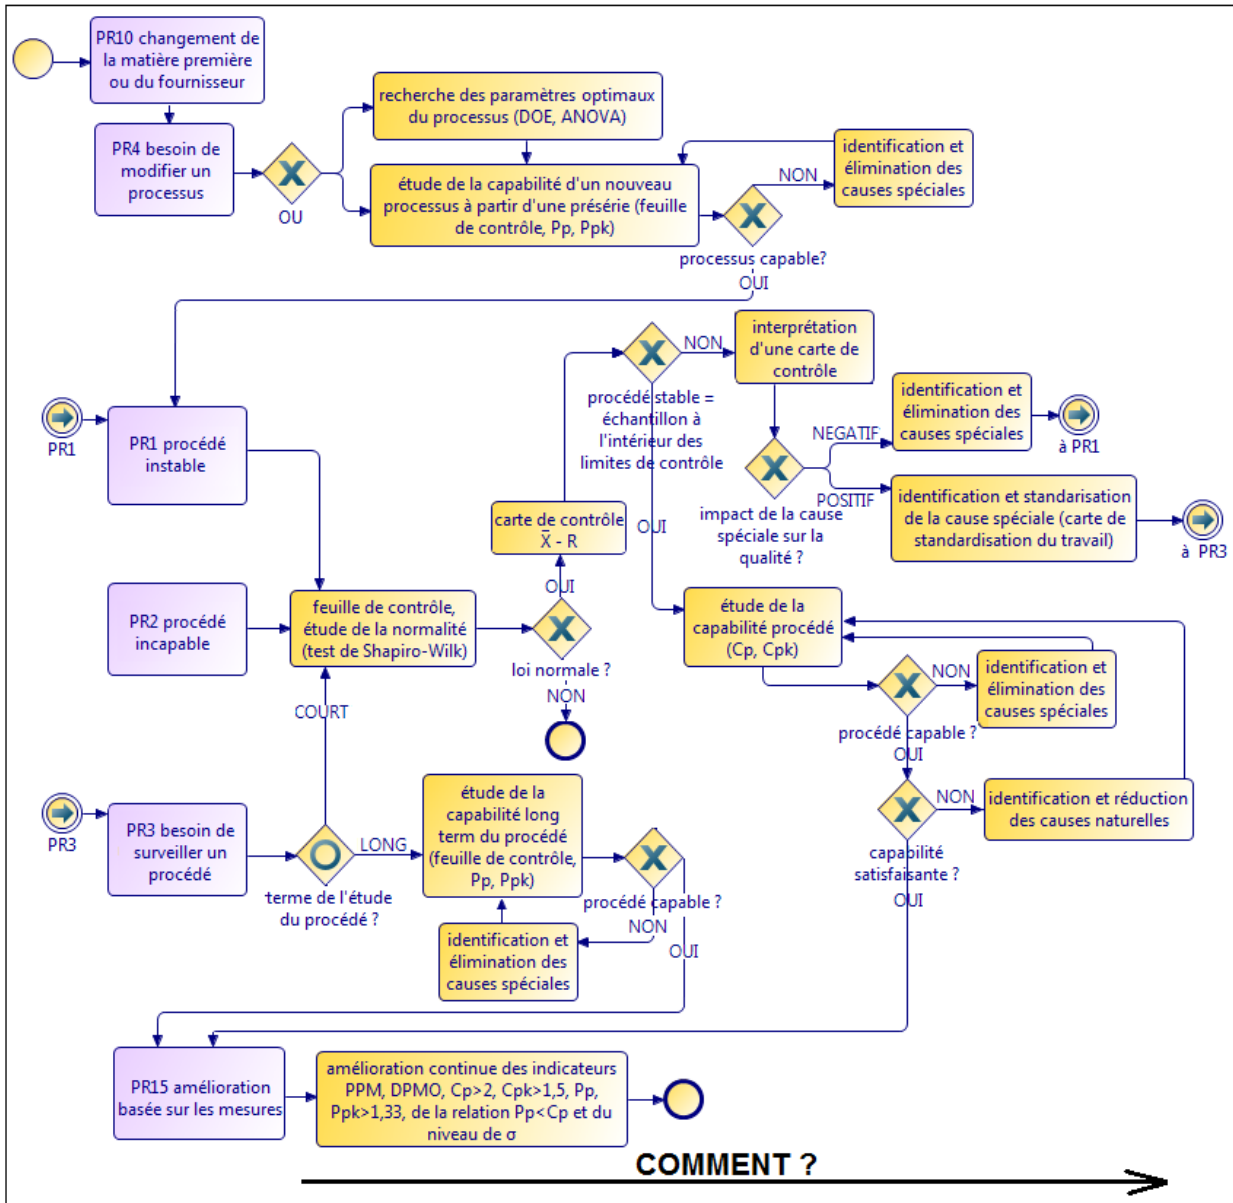 PR10 changement de
la matière première
ou du fournisseur
PR4 besoin de
modifier un
processus
OU
recherche des paramètres optimaux
du processus (DOE, ANOVA)
étude de la capabilité d'un nouveau
processus à partir d'une présérie (feuille
de contrôle, Pp, Ppk)
NON
identification et
élimination des
causes spéciales
processus capable?
OUI
PR1
PR1 procédé
instable
procédé stable =
échantillon à
l'intérieur des
limites de contrôle
NON
interprétation
d'une carte de
contrôle
NEGATIF
identification et
élimination des
causes spéciales
à PR1
POSITIF
identification et standarisation
de la cause spéciale (carte de
standardisation du travail)
à PR3
impact de la cause
spéciale sur la
qualité ?
OUI
carte de contrôle
X̄ - R
OUI
PR2 procédé
incapable
feuille de contrôle,
étude de la normalité
(test de Shapiro-Wilk)
loi normale ?
NON
COURT
étude de la
capabilité procédé
(Cp, Cpk)
NON
identification et
élimination des
causes spéciales
procédé capable ?
OUI
NON
identification et réduction
des causes naturelles
capabilité
satisfaisante ?
OUI
PR3
PR3 besoin de
surveiller un
procédé
LONG
terme de l'étude
du procédé ?
étude de la
capabilité long
term du procédé
(feuille de contrôle,
Pp, Ppk)
procédé capable ?
NON
OUI
identification et
élimination des
causes spéciales
PR15 amélioration
basée sur les mesures
amélioration continue des indicateurs
PPM, DPMO, Cp>2, Cpk>1,5, Pp,
Ppk>1,33, de la relation Pp<Cp et du
niveau de σ
COMMENT ?